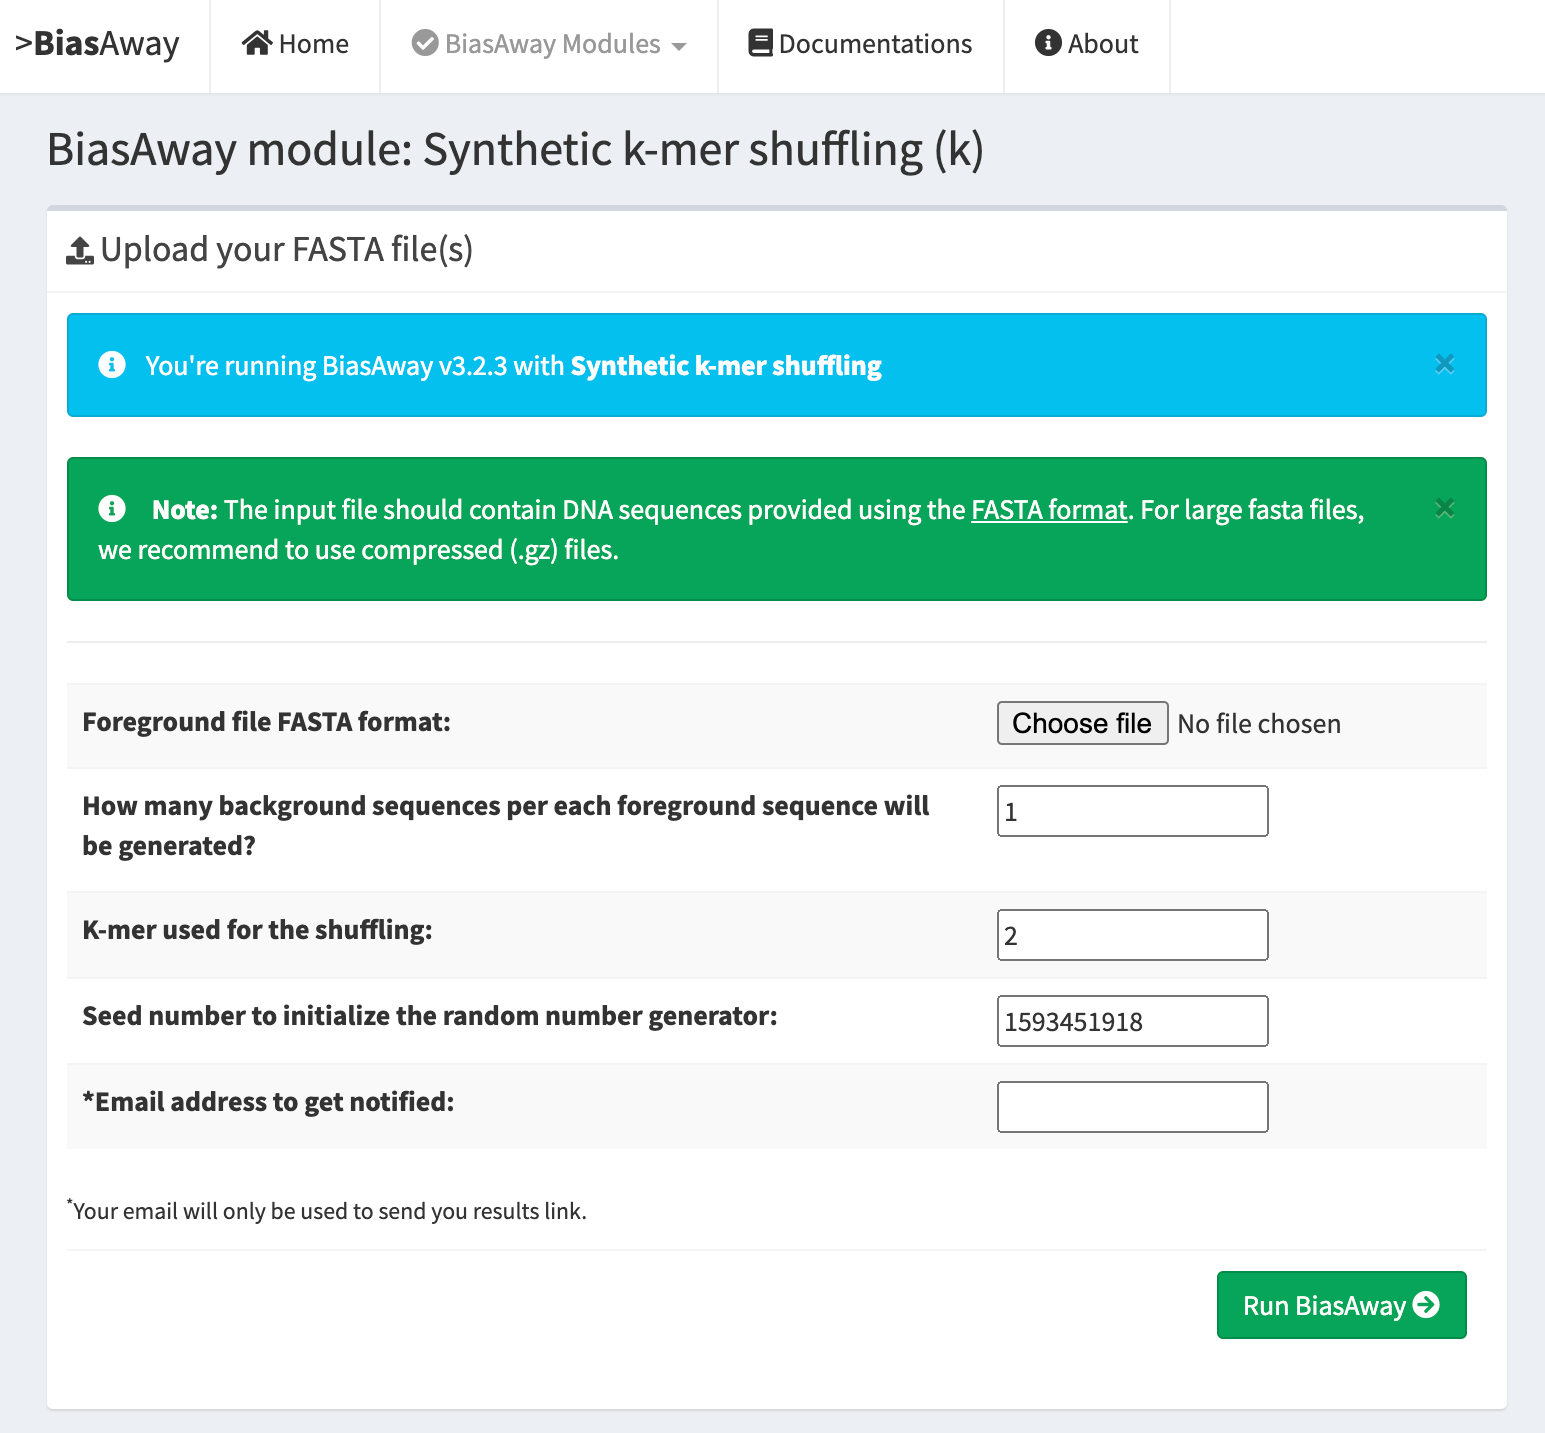 >BiasAway
Home
BiasAway Modules
Documentations
About
BiasAway module: Synthetic k-mer shuffling (k)
Upload your FASTA file(s)
You're running BiasAway v3.2.3 with Synthetic k-mer shuffling
Note: The input file should contain DNA sequences provided using the FASTA format. For large fasta files,
we recommend to use compressed (.gz) files.
Foreground file FASTA format:
Choose file No file chosen
How many background sequences per each foreground sequence will
be generated?
1
K-mer used for the shuffling:
2
Seed number to initialize the random number generator:
1593451918
*Email address to get notified:
*Your email will only be used to send you results link.
Run BiasAway